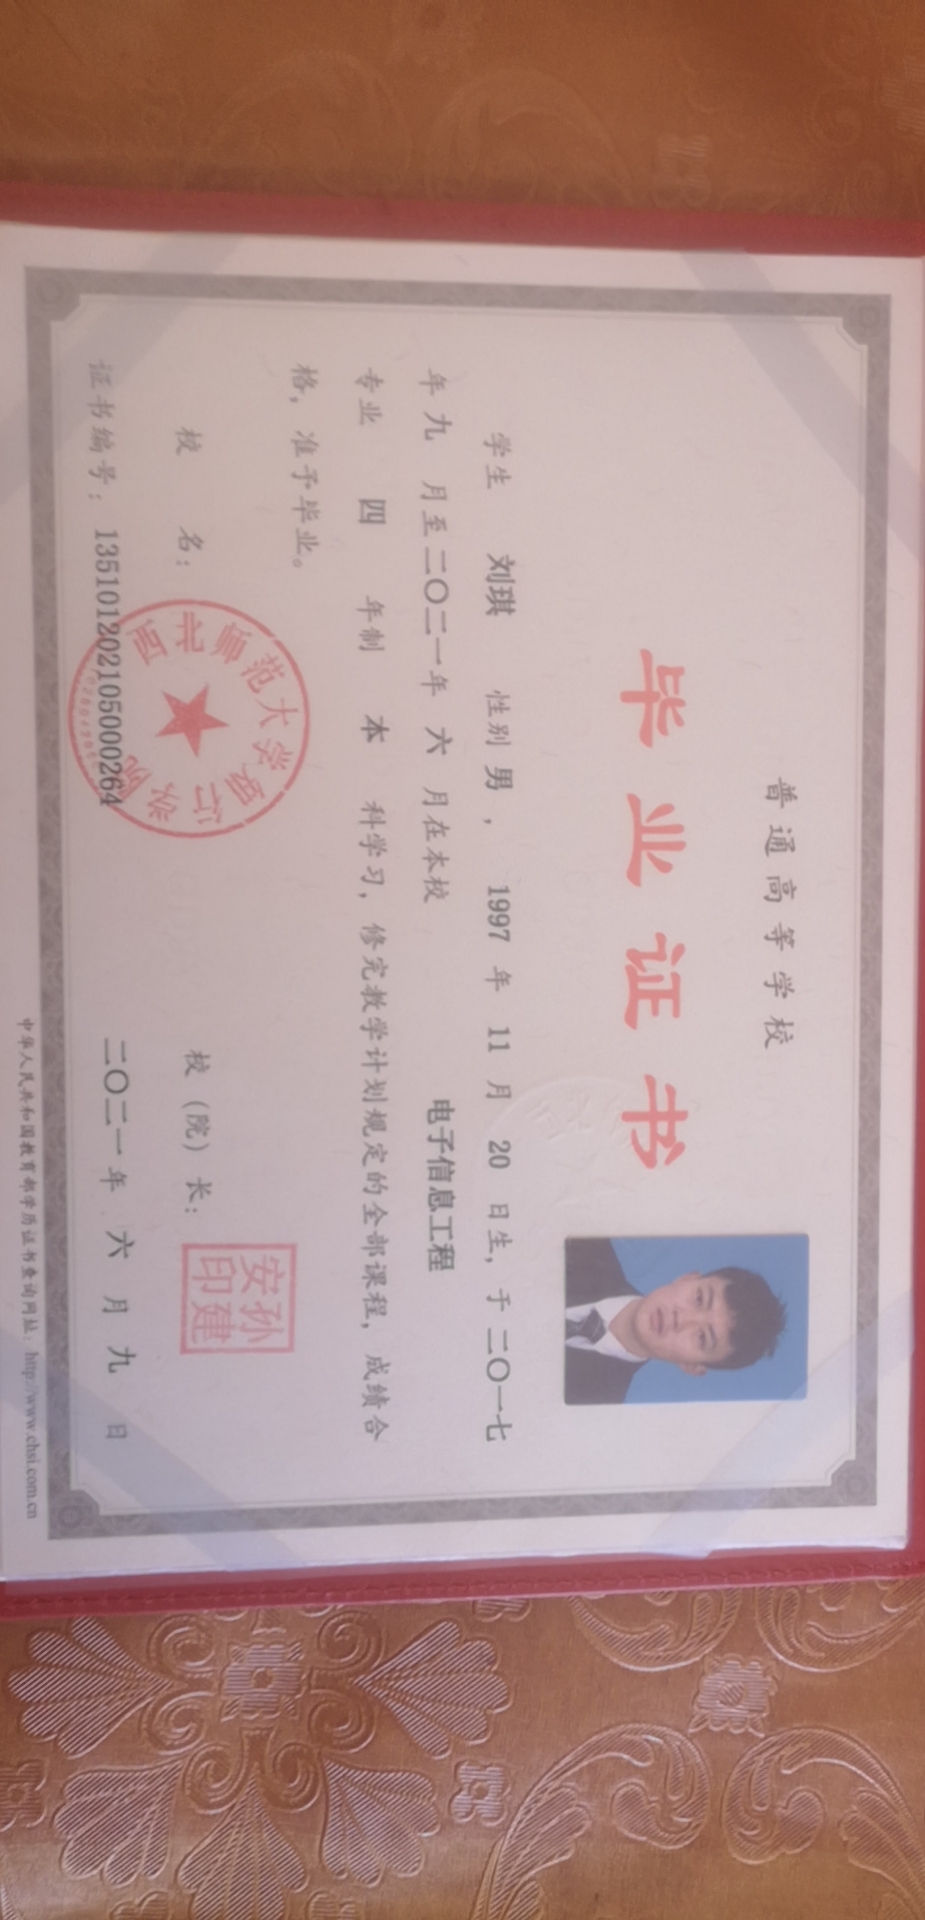 普通高等学校
毕业证书
学生 刘琪 性别 男， 1997 年 11 月 20 日生，于 二〇一七
年 九 月至 二〇二一 年 六 月在本校 电子信息工程
专业 四 年制 本 科学习，修完教学计划规定的全部课程，成绩合
格，准予毕业。
校 名：
西北师范大学知行学院
校（院）长：
孙建安印
证书编号： 135101202105000264
二〇二一 年 六 月 九 日
中华人民共和国教育部学历证书查询网址：http://www.chsi.com.cn